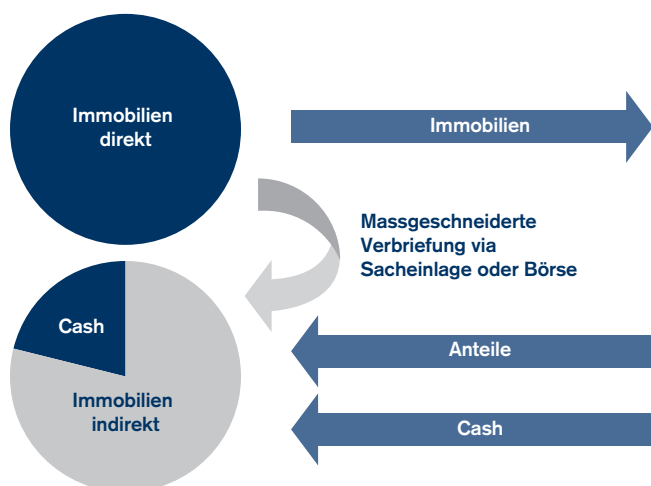 Immobilien
direkt
Immobilien
Massgeschneiderte
Verbriefung via
Sacheinlage oder Börse
Cash
Anteile
Immobilien
indirekt
Cash